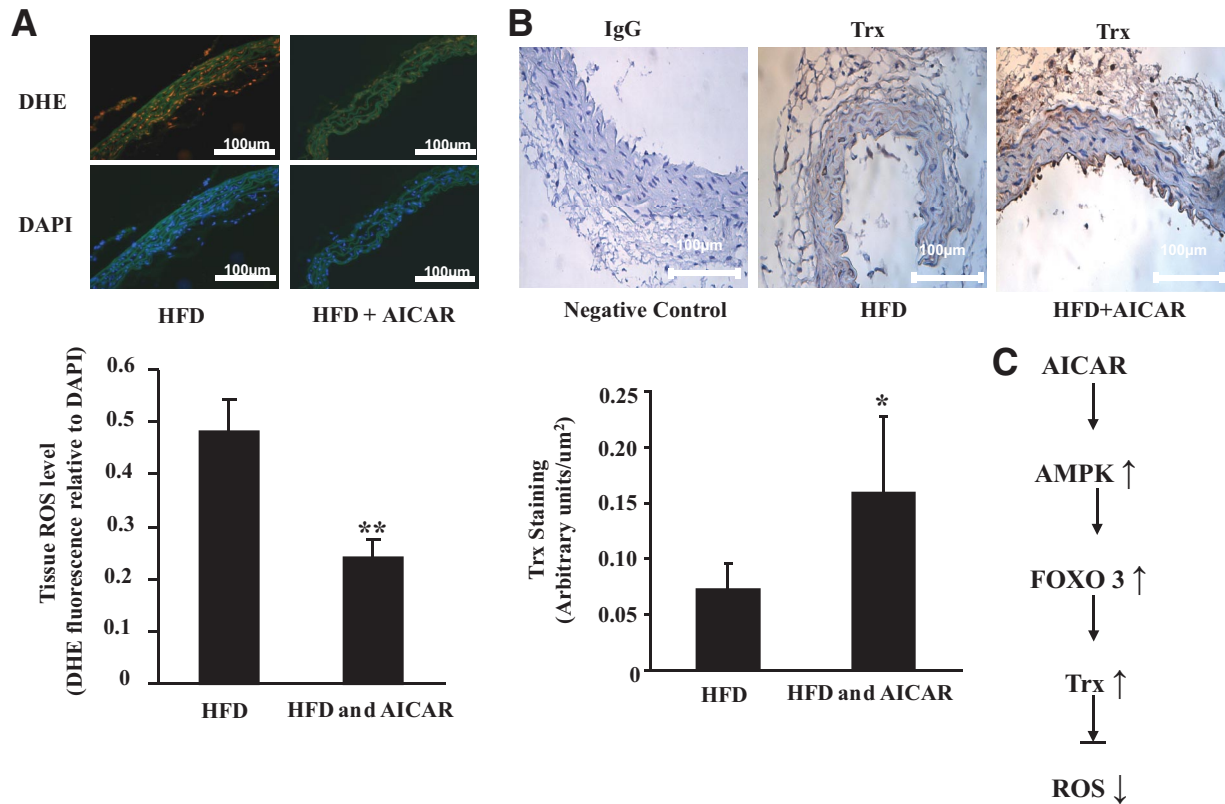 A
DHE
100µm
100µm
DAPI
100µm
100µm
HFD
HFD + AICAR
Tissue ROS level
(DHE fluorescence relative to DAPI)
0.6
0.5
0.4
0.3
0.2
0.1
0
**
HFD
HFD and AICAR
B
IgG
Trx
Trx
100µm
100µm
100µm
Negative Control
HFD
HFD+AICAR
Trx Staining
(Arbitrary units/um²)
0.25
0.20
0.15
0.10
0.05
0
*
HFD
HFD and AICAR
C
AICAR
↓
AMPK ↑
↓
FOXO 3 ↑
↓
Trx ↑
↓
ROS ↓